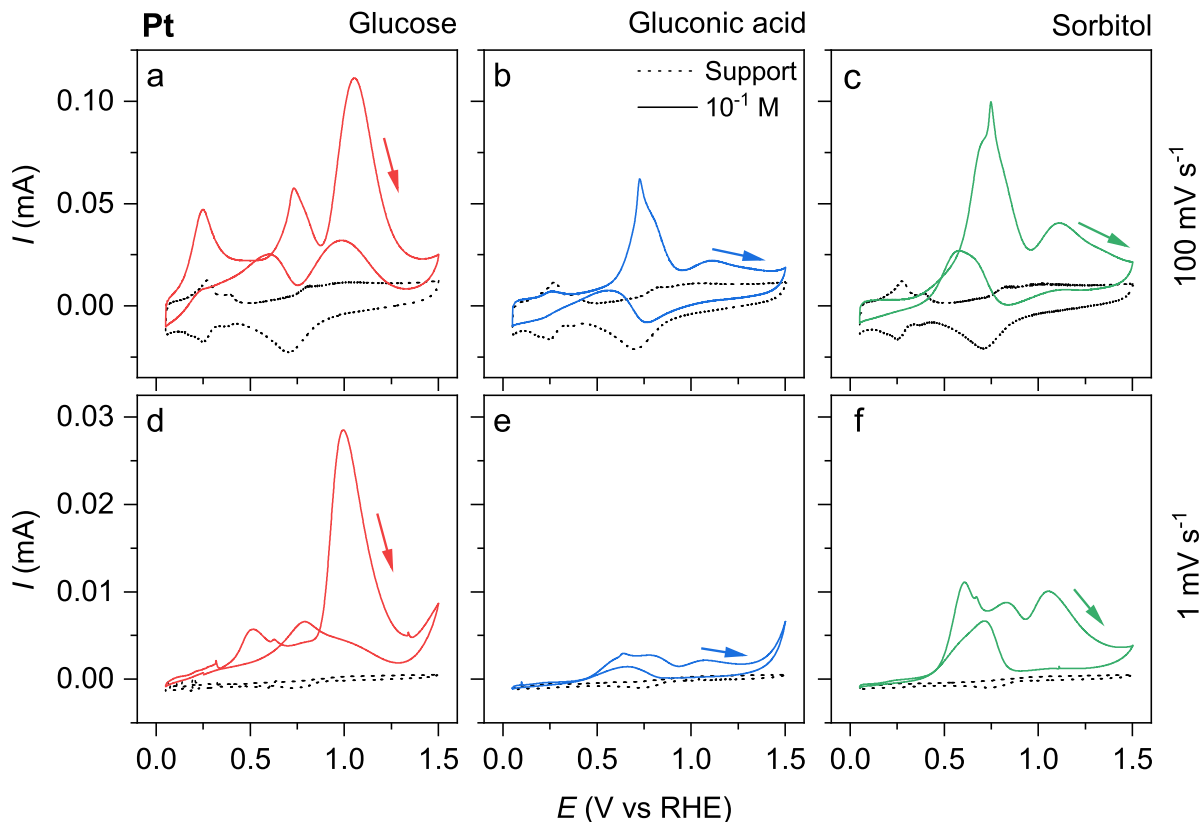 Pt Glucose Gluconic acid Sorbitol
a b c
Support
10⁻¹ M
0.10
0.05
0.00
I (mA)
100 mV s⁻¹
d e f
0.03
0.02
0.01
0.00
I (mA)
1 mV s⁻¹
0.0 0.5 1.0 1.5 0.0 0.5 1.0 1.5 0.0 0.5 1.0 1.5
E (V vs RHE)